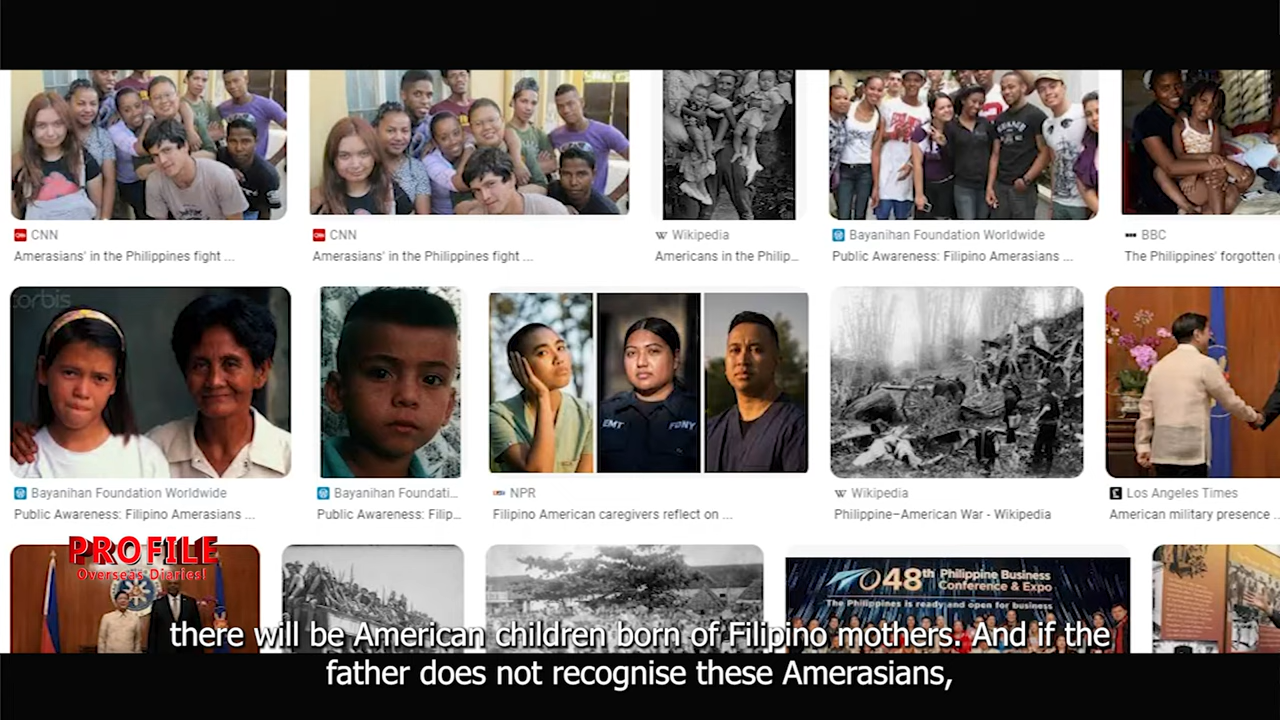 CNN
Amerasians' in the Philippines fight ...
CNN
Amerasians' in the Philippines fight ...
W Wikipedia
Americans in the Philip...
Bayanihan Foundation Worldwide
Public Awareness: Filipino Amerasians ...
BBC
The Philippines' forgotten
Bayanihan Foundation Worldwide
Public Awareness: Filipino Amerasians ...
Bayanihan Foundati...
Public Awareness: Filip...
EMT FDNY
NPR
Filipino American caregivers reflect on ...
W Wikipedia
Philippine–American War - Wikipedia
Los Angeles Times
American military presence ...
PROFILE
Overseas Diaries!
48th Philippine Business
Conference & Expo
The Philippines is ready and open for business
there will be American children born of Filipino mothers. And if the
father does not recognise these Amerasians,